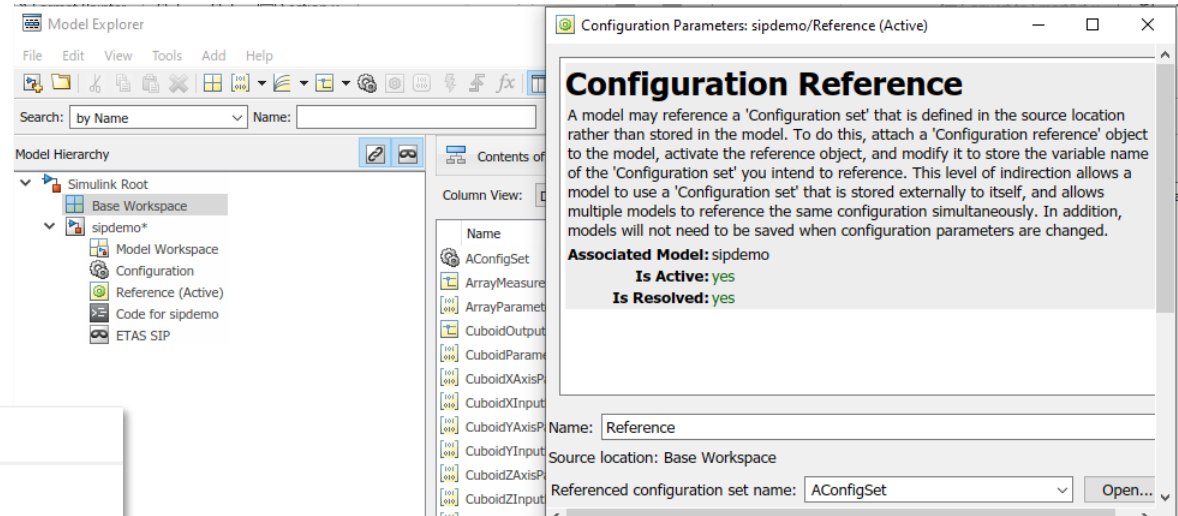 Model Explorer
File Edit View Tools Add Help
Search: by Name Name:
Model Hierarchy
Simulink Root
Base Workspace
sipdemo*
Model Workspace
Configuration
Reference (Active)
Code for sipdemo
ETAS SIP
Contents of
Column View:
Name
AConfigSet
ArrayMeasure
ArrayParamet
CuboidOutput
CuboidParame
CuboidXAxisPa
CuboidXInput
CuboidYAxisPa
CuboidYInput
CuboidZAxisPa
CuboidZInput
Configuration Parameters: sipdemo/Reference (Active)
Configuration Reference
A model may reference a 'Configuration set' that is defined in the source location
rather than stored in the model. To do this, attach a 'Configuration reference' object
to the model, activate the reference object, and modify it to store the variable name
of the 'Configuration set' you intend to reference. This level of indirection allows a
model to use a 'Configuration set' that is stored externally to itself, and allows
multiple models to reference the same configuration simultaneously. In addition,
models will not need to be saved when configuration parameters are changed.
Associated Model: sipdemo
Is Active: yes
Is Resolved: yes
Name: Reference
Source location: Base Workspace
Referenced configuration set name: AConfigSet Open...